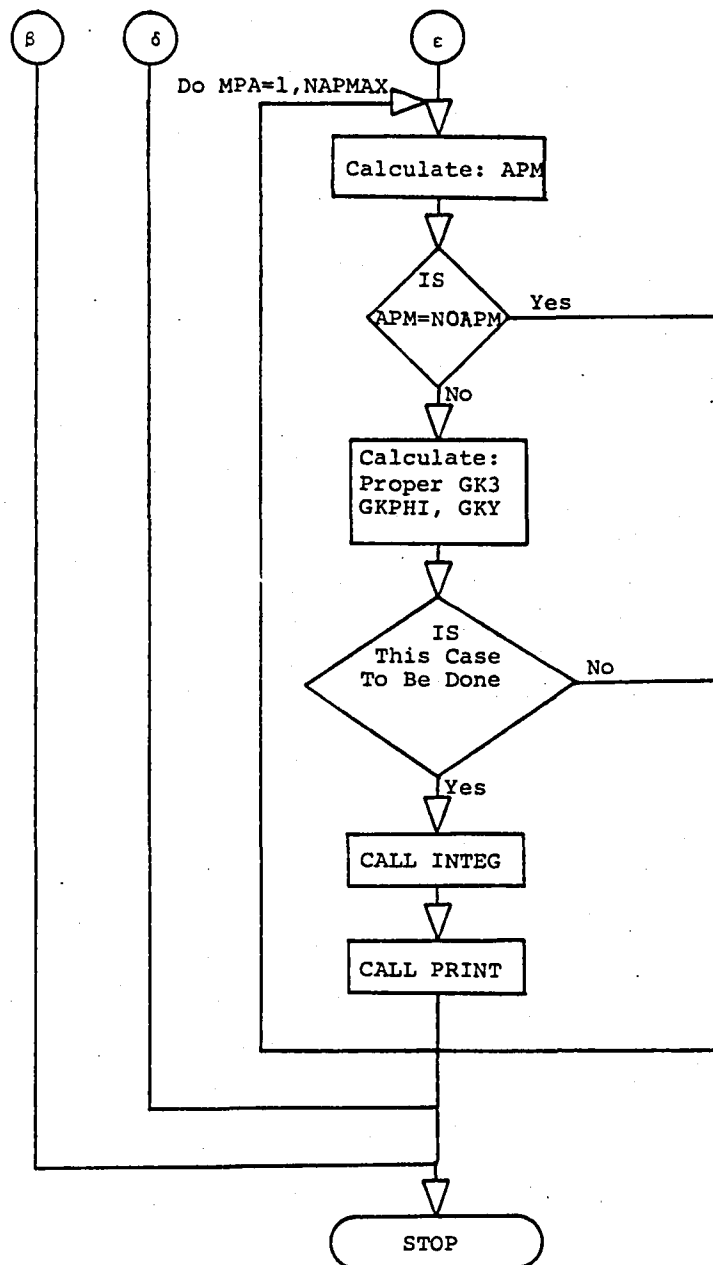 β δ ε
Do MPA=1,NAPMAX
Calculate: APM
IS
APM=NOAPM
Yes
No
Calculate:
Proper GK3
GKPHI, GKY
IS
This Case
To Be Done
No
Yes
CALL INTEG
CALL PRINT
STOP